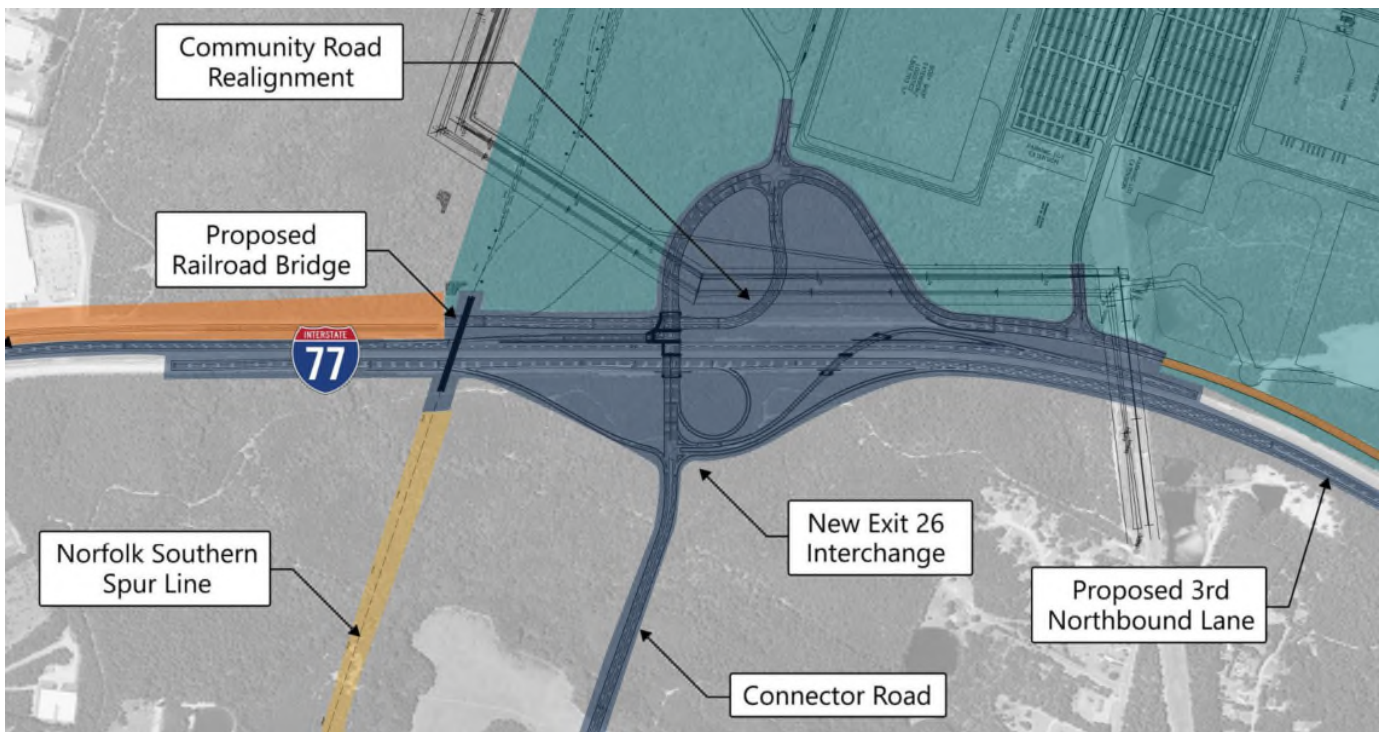 Community Road
Realignment
Proposed
Railroad Bridge
INTERSTATE
77
Norfolk Southern
Spur Line
New Exit 26
Interchange
Proposed 3rd
Northbound Lane
Connector Road